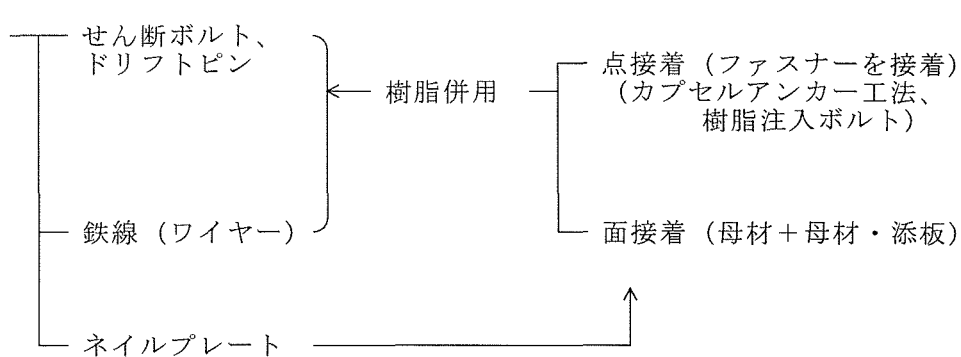 せん断ボルト、
ドリフトピン
樹脂併用
点接着（ファスナーを接着）
（カプセルアンカー工法、
樹脂注入ボルト）
鉄線（ワイヤー）
面接着（母材＋母材・添板）
ネイルプレート